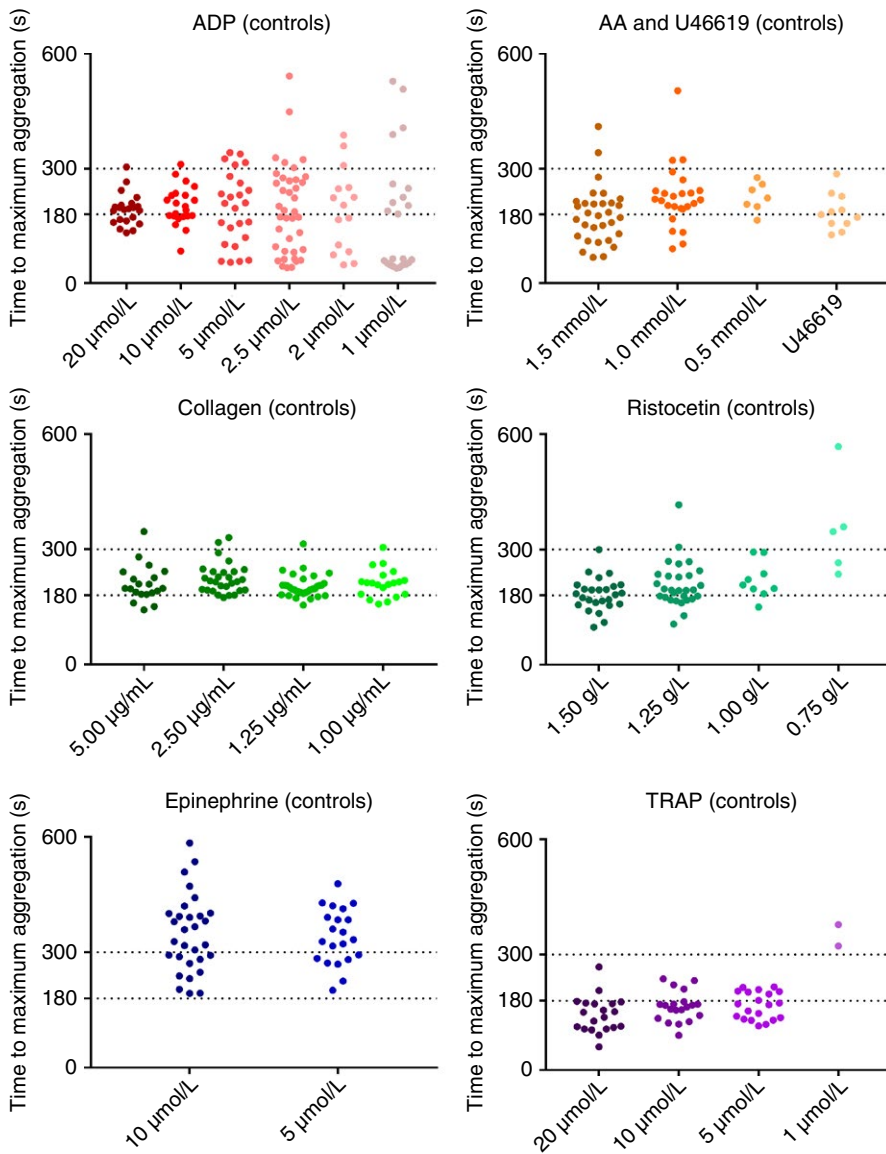 ADP (controls)
Time to maximum aggregation (s)
600
300
180
0
20 µmol/L
10 µmol/L
5 µmol/L
2.5 µmol/L
2 µmol/L
1 µmol/L
AA and U46619 (controls)
Time to maximum aggregation (s)
600
300
180
0
1.5 mmol/L
1.0 mmol/L
0.5 mmol/L
U46619
Collagen (controls)
Time to maximum aggregation (s)
600
300
180
0
5.00 µg/mL
2.50 µg/mL
1.25 µg/mL
1.00 µg/mL
Ristocetin (controls)
Time to maximum aggregation (s)
600
300
180
0
1.50 g/L
1.25 g/L
1.00 g/L
0.75 g/L
Epinephrine (controls)
Time to maximum aggregation (s)
600
300
180
0
10 µmol/L
5 µmol/L
TRAP (controls)
Time to maximum aggregation (s)
600
300
180
0
20 µmol/L
10 µmol/L
5 µmol/L
1 µmol/L